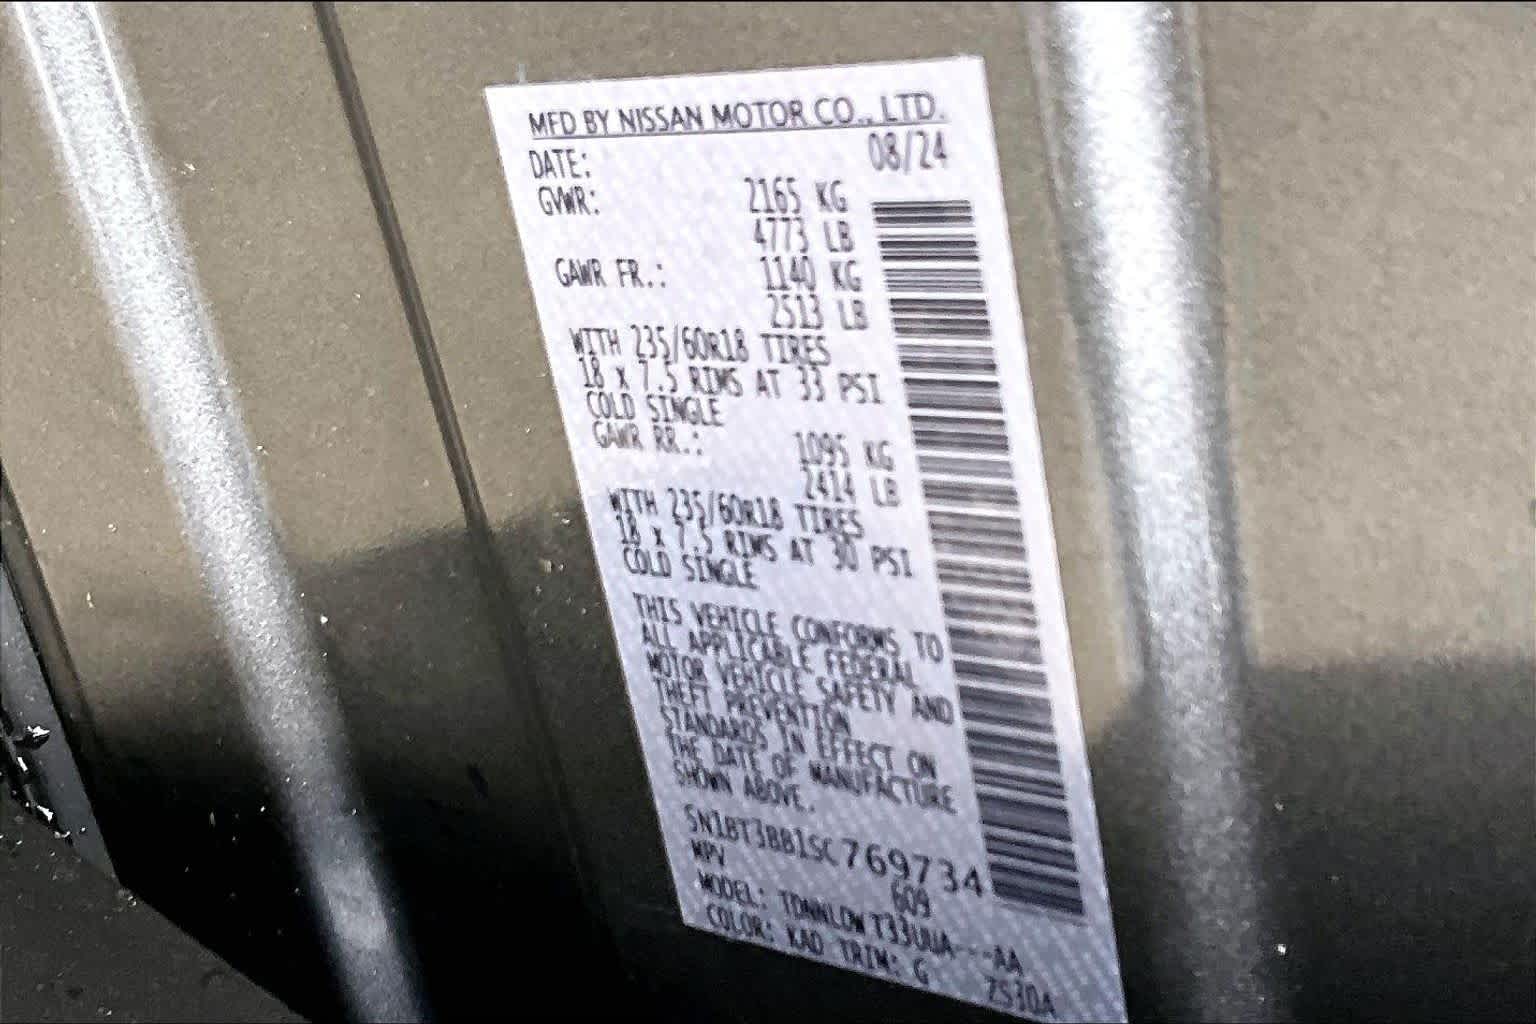 MFD BY NISSAN MOTOR CO., LTD.
DATE: 08/24
GVWR: 2165 KG
4773 LB
GAWR FR.: 1140 KG
2513 LB
WITH 235/60R18 TIRES
18 x 7.5 RIMS AT 33 PSI
COLD SINGLE
GAWR RR.: 1095 KG
2414 LB
WITH 235/60R18 TIRES
18 x 7.5 RIMS AT 30 PSI
COLD SINGLE
THIS VEHICLE CONFORMS TO
ALL APPLICABLE FEDERAL
MOTOR VEHICLE SAFETY AND
THEFT PREVENTION
STANDARDS IN EFFECT ON
THE DATE OF MANUFACTURE
SHOWN ABOVE.
5N1BT3BB1SC769734
MPV 609
MODEL: TDNNLOW T33UUA---AA
COLOR: KAD TRIM: G ZS30A